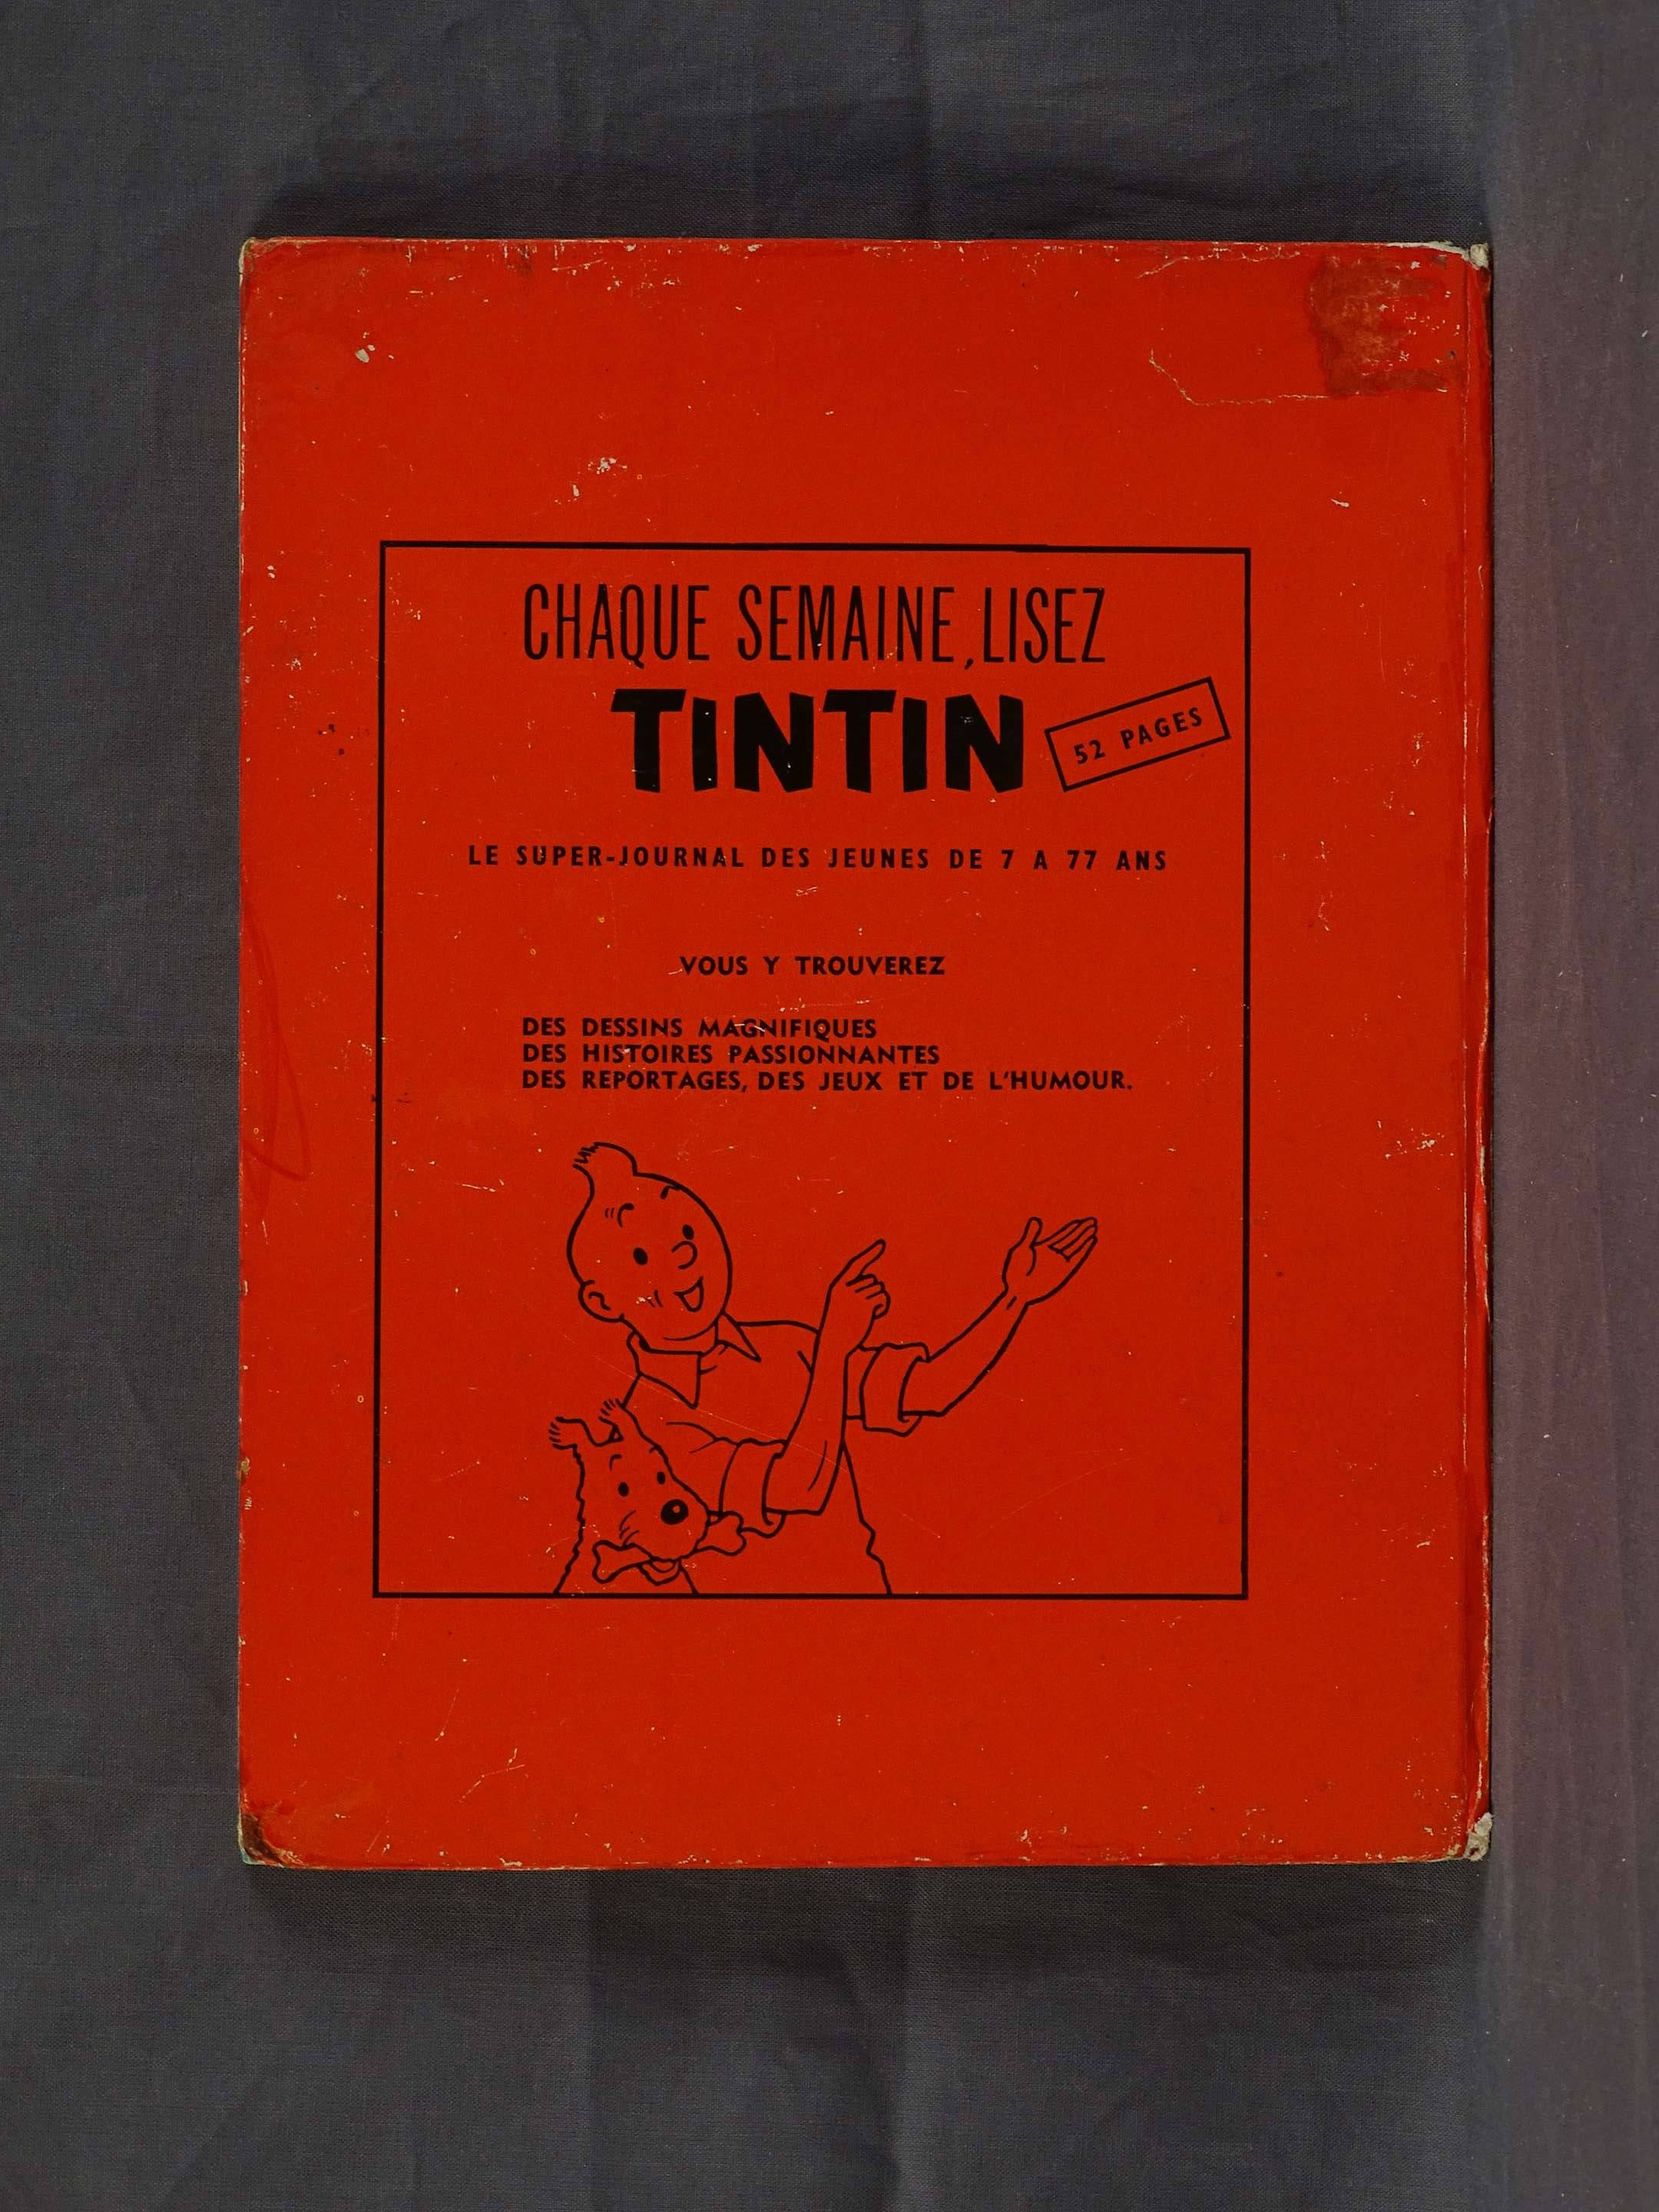 CHAQUE SEMAINE, LISEZ
TINTIN
52 PAGES
LE SUPER-JOURNAL DES JEUNES DE 7 A 77 ANS
VOUS Y TROUVEREZ
DES DESSINS MAGNIFIQUES
DES HISTOIRES PASSIONNANTES
DES REPORTAGES, DES JEUX ET DE L'HUMOUR.